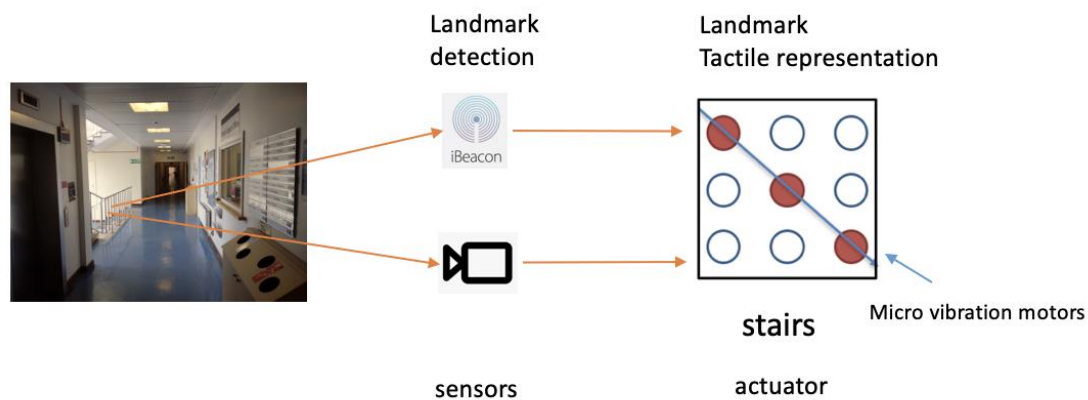 Landmark
detection
Landmark
Tactile representation
iBeacon
Micro vibration motors
stairs
sensors
actuator